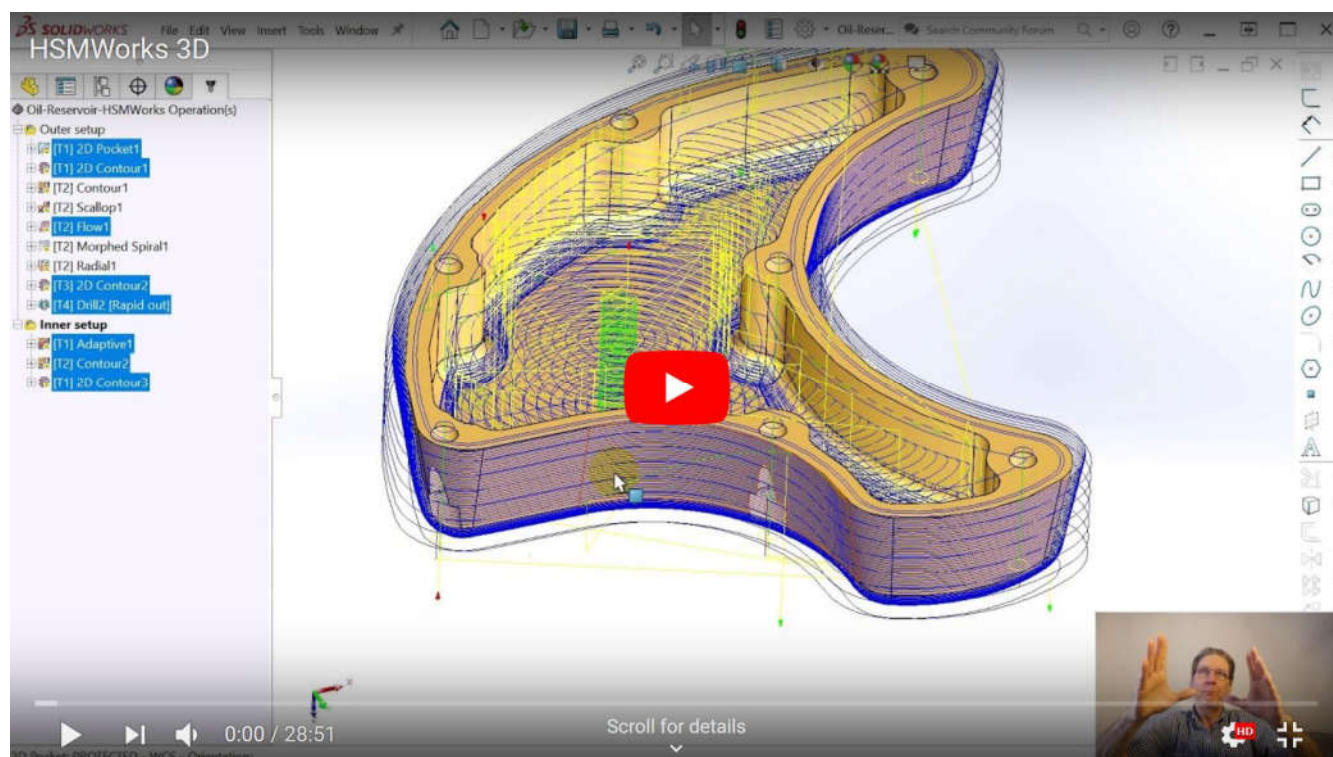 SOLIDWORKS File Edit View Insert Tools Window Oil-Reser... Search Community Forum
HSMWorks 3D
Oil-Reservoir-HSMWorks Operation(s)
Outer setup
[T1] 2D Pocket1
[T1] 2D Contour1
[T2] Contour1
[T2] Scallop1
[T2] Flow1
[T2] Morphed Spiral1
[T2] Radial1
[T3] 2D Contour2
[T4] Drill2 [Rapid out]
Inner setup
[T1] Adaptive1
[T2] Contour2
[T1] 2D Contour3
x
0:00 / 28:51
Scroll for details
HD